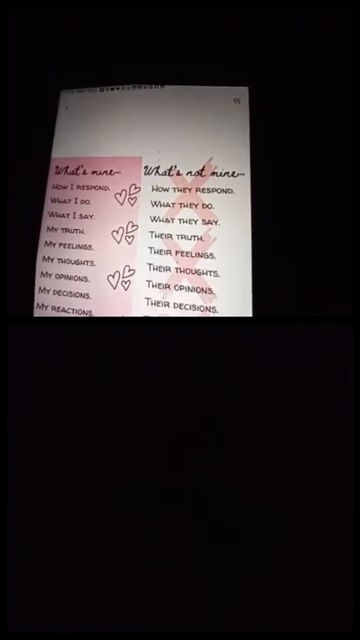 What's mine...
How I respond.
What I do.
What I say.
My truth.
My feelings.
My thoughts.
My opinions.
My decisions.
My reactions.
What's not mine...
How they respond.
What they do.
What they say.
Their truth.
Their feelings.
Their thoughts.
Their opinions.
Their decisions.